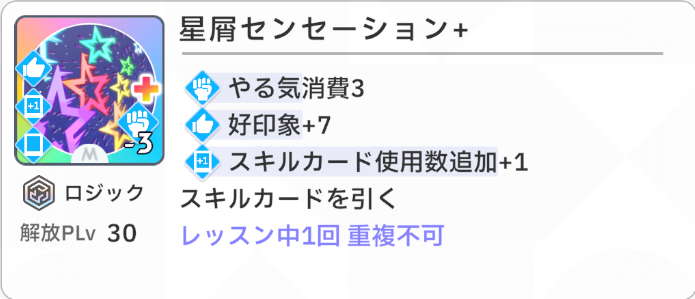 星屑センセーション+
+1
-3
M
ロジック
解放PLv 30
やる気消費3
好印象+7
+1 スキルカード使用数追加+1
スキルカードを引く
レッスン中1回 重複不可